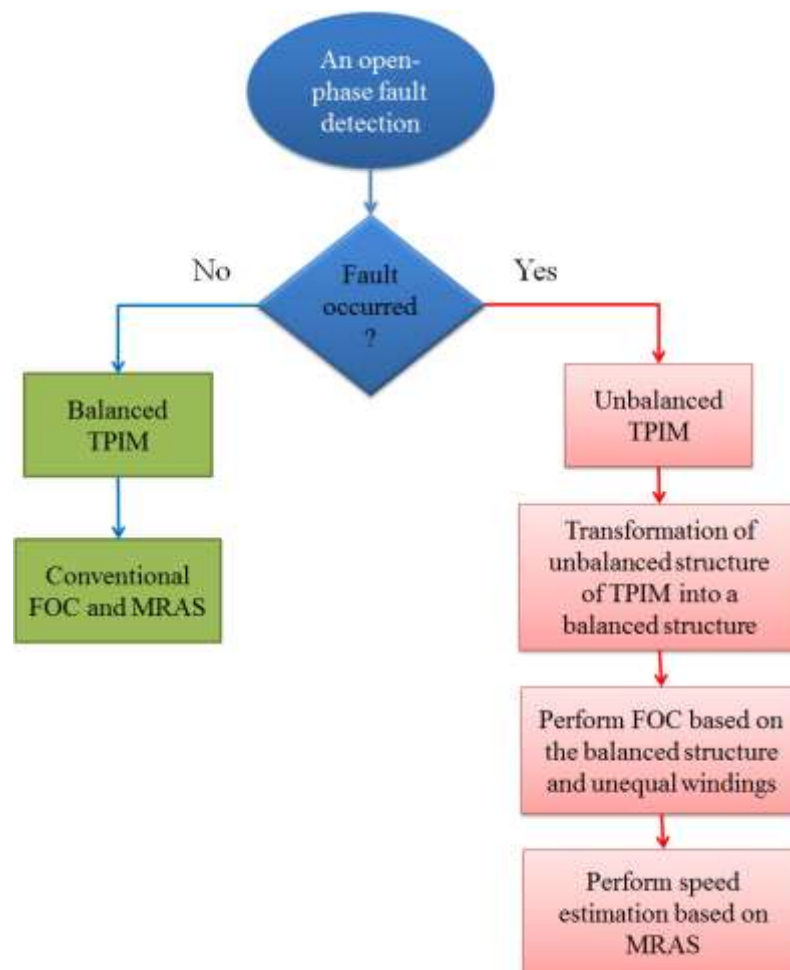 An open-
phase fault
detection
No
Yes
Fault
occurred
?
Balanced
TPIM
Conventional
FOC and MRAS
Unbalanced
TPIM
Transformation of
unbalanced structure
of TPIM into a
balanced structure
Perform FOC based on
the balanced structure
and unequal windings
Perform speed
estimation based on
MRAS